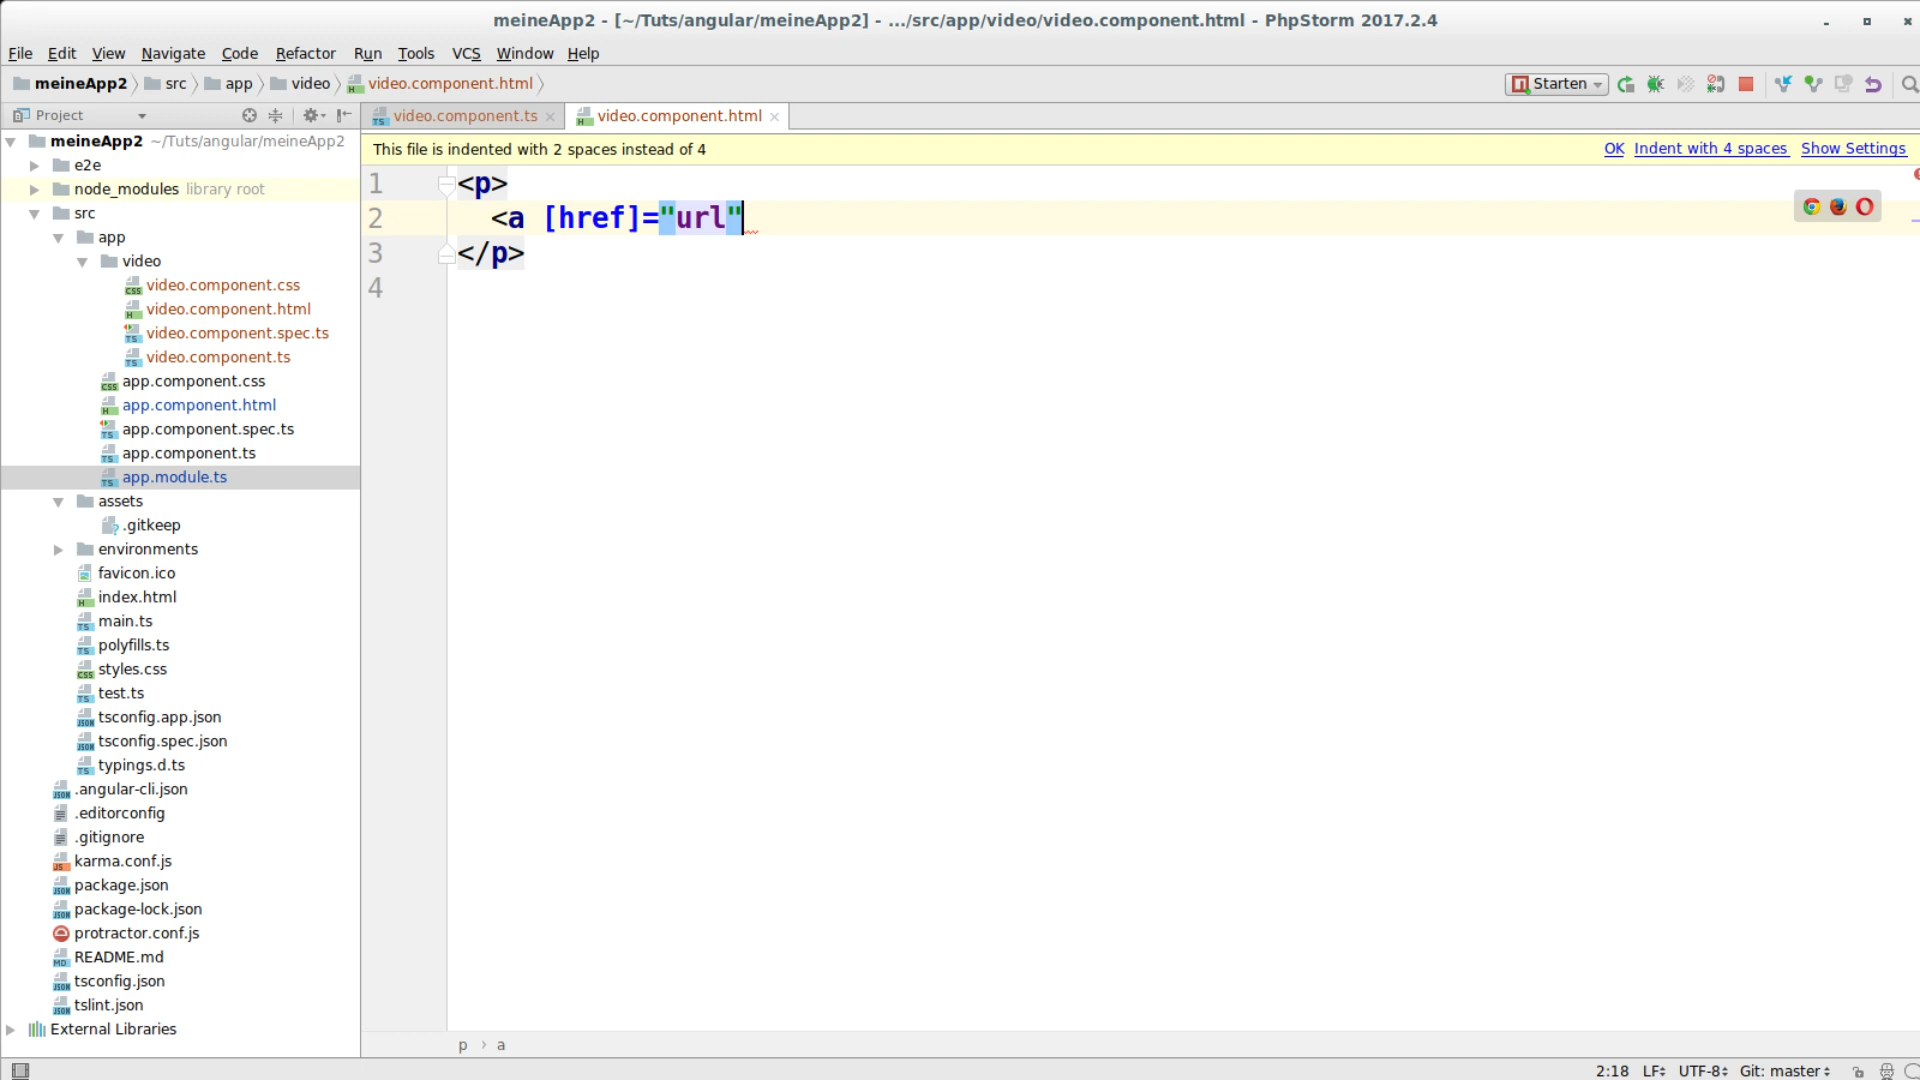 meineApp2 - [~/Tuts/angular/meineApp2] - .../src/app/video/video.component.html - PhpStorm 2017.2.4
File Edit View Navigate Code Refactor Run Tools VCS Window Help
meineApp2 src app video video.component.html
Starten
Project
video.component.ts
video.component.html
This file is indented with 2 spaces instead of 4
OK Indent with 4 spaces Show Settings
meineApp2 ~/Tuts/angular/meineApp2
e2e
node_modules library root
src
app
video
video.component.css
video.component.html
video.component.spec.ts
video.component.ts
app.component.css
app.component.html
app.component.spec.ts
app.component.ts
app.module.ts
assets
.gitkeep
environments
favicon.ico
index.html
main.ts
polyfills.ts
styles.css
test.ts
tsconfig.app.json
tsconfig.spec.json
typings.d.ts
.angular-cli.json
.editorconfig
.gitignore
karma.conf.js
package.json
package-lock.json
protractor.conf.js
README.md
tsconfig.json
tslint.json
External Libraries
1 <p>
2 <a [href]="url"
3 </p>
4
p › a
2:18 LF UTF-8 Git: master